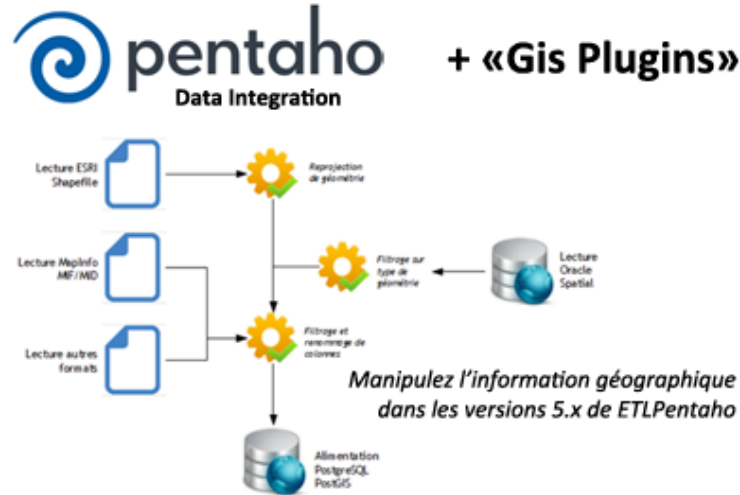 pentaho
Data Integration
+ «Gis Plugins»
Lecture ESRI
Shapefile
Reprojection
de géométrie
Lecture MapInfo
MIF/MID
Filtrage sur
type de
géométrie
Lecture
Oracle
Spatial
Lecture autres
formats
Filtrage et
renommage de
colonnes
Manipulez l'information géographique
dans les versions 5.x de ETLPentaho
Alimentation
PostgreSQL
PostGIS